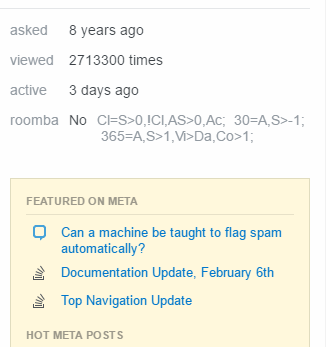 asked 8 years ago
viewed 2713300 times
active 3 days ago
roomba No Cl=S>0,!Cl,AS>0,Ac; 30=A,S>-1;
365=A,S>1,Vi>Da,Co>1;
FEATURED ON META
Can a machine be taught to flag spam
automatically?
Documentation Update, February 6th
Top Navigation Update
HOT META POSTS